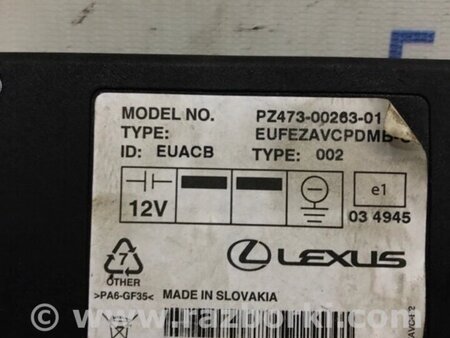 MODEL NO. PZ473-00263-01
TYPE: EUFEZAVCPDMB-C
ID: EUACB TYPE: 002
12V
e1
03 4945
7
OTHER
LEXUS
>PA6-GF35<
MADE IN SLOVAKIA
© www.razborki.com